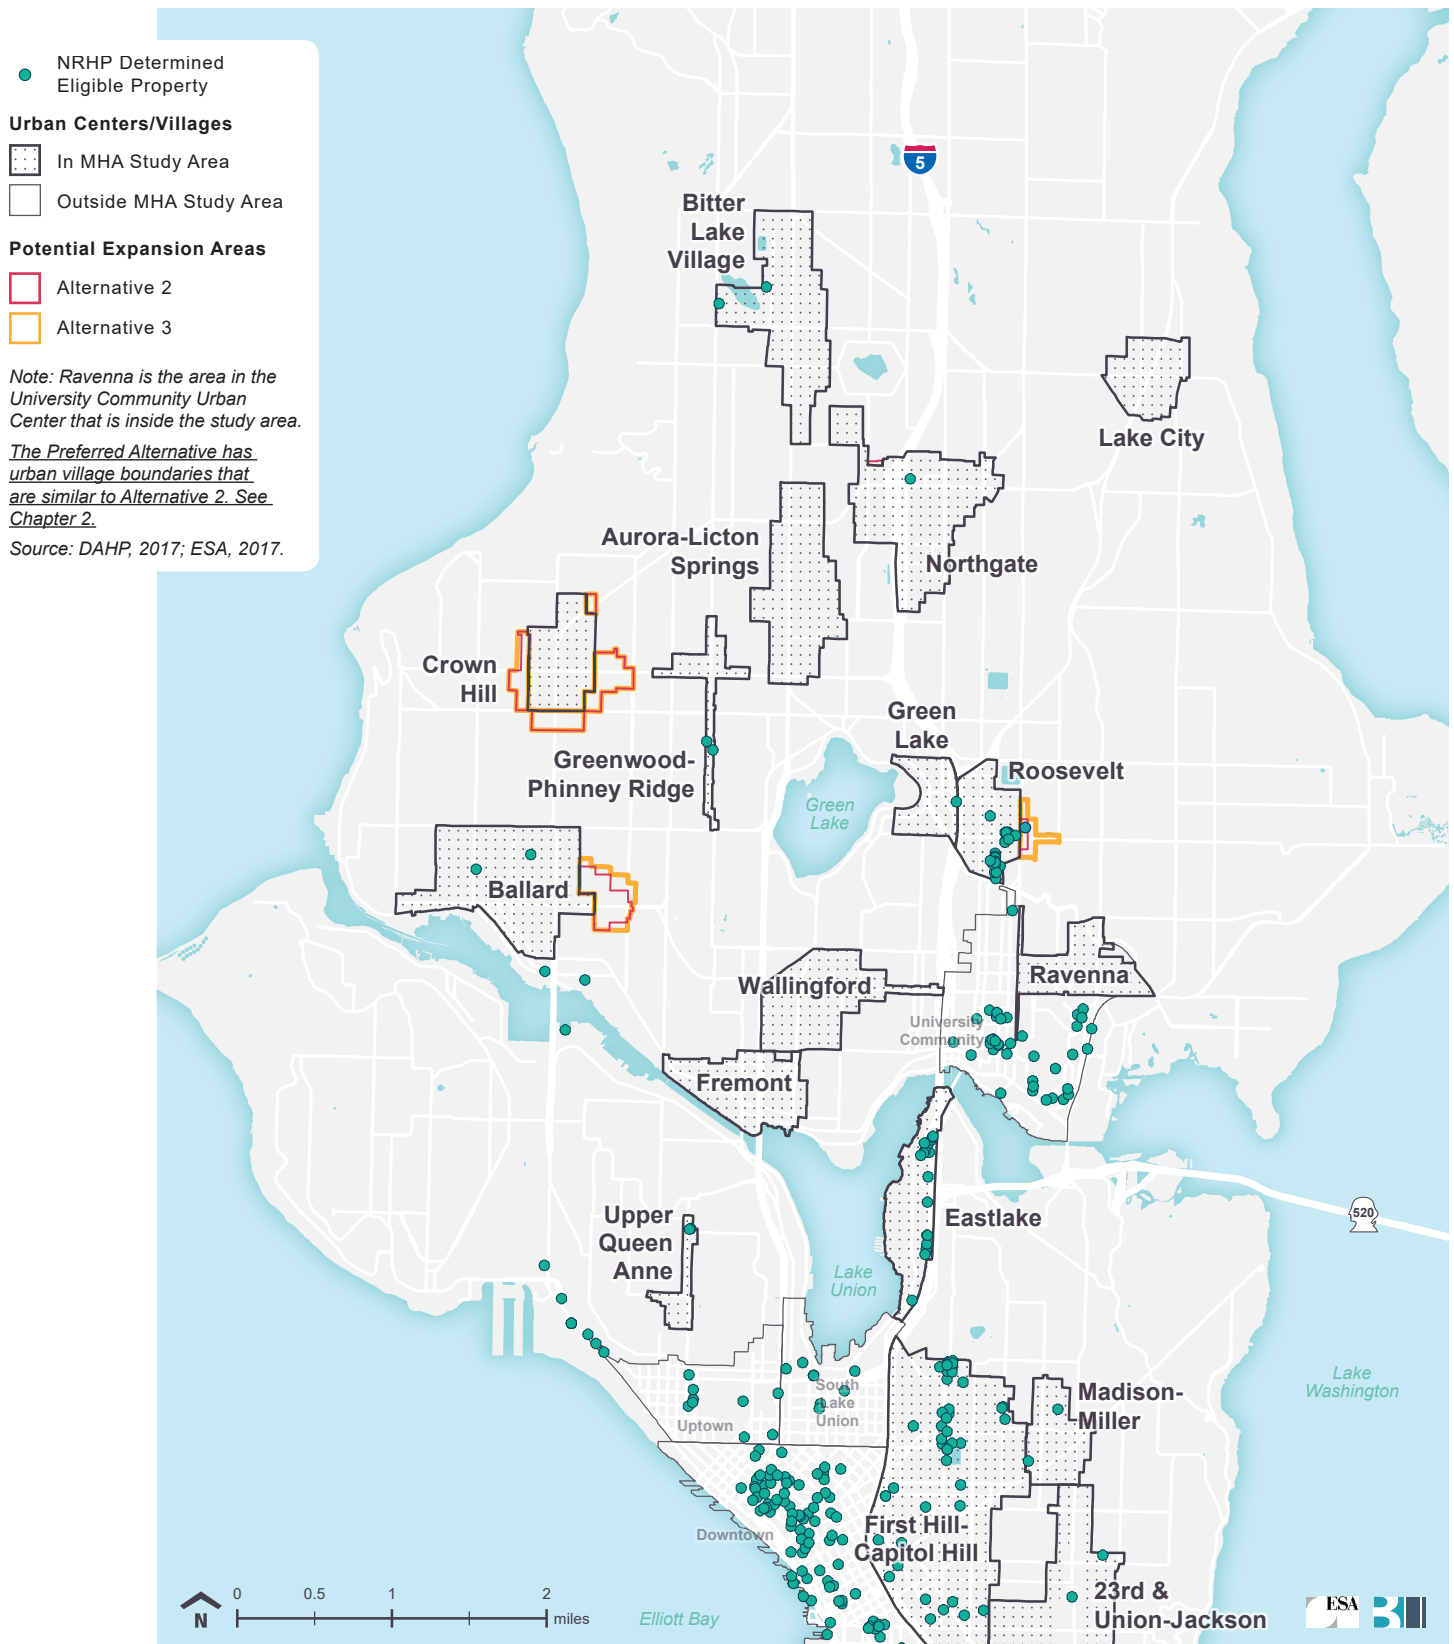 NRHP Determined
Eligible Property
Urban Centers/Villages
In MHA Study Area
Outside MHA Study Area
Potential Expansion Areas
Alternative 2
Alternative 3
Note: Ravenna is the area in the
University Community Urban
Center that is inside the study area.
The Preferred Alternative has
urban village boundaries that
are similar to Alternative 2. See
Chapter 2.
Source: DAHP, 2017; ESA, 2017.
5
Bitter
Lake
Village
Lake City
Aurora-Licton
Springs
Northgate
Crown
Hill
Green
Lake
Roosevelt
Greenwood-
Phinney Ridge
Green
Lake
Ballard
Ravenna
Wallingford
University
Community
Fremont
520
Upper
Queen
Anne
Eastlake
Lake
Union
Lake
Washington
South
Lake
Union
Madison-
Miller
Uptown
Downtown
First Hill-
Capitol Hill
23rd &
Union-Jackson
Elliott Bay
N
0 0.5 1 2
miles
ESA